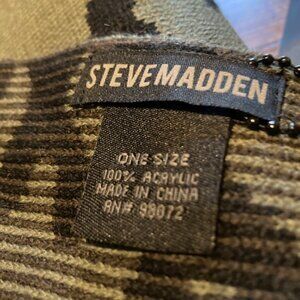 STEVEMADDEN
ONE SIZE
100% ACRYLIC
MADE IN CHINA
RN# 98072